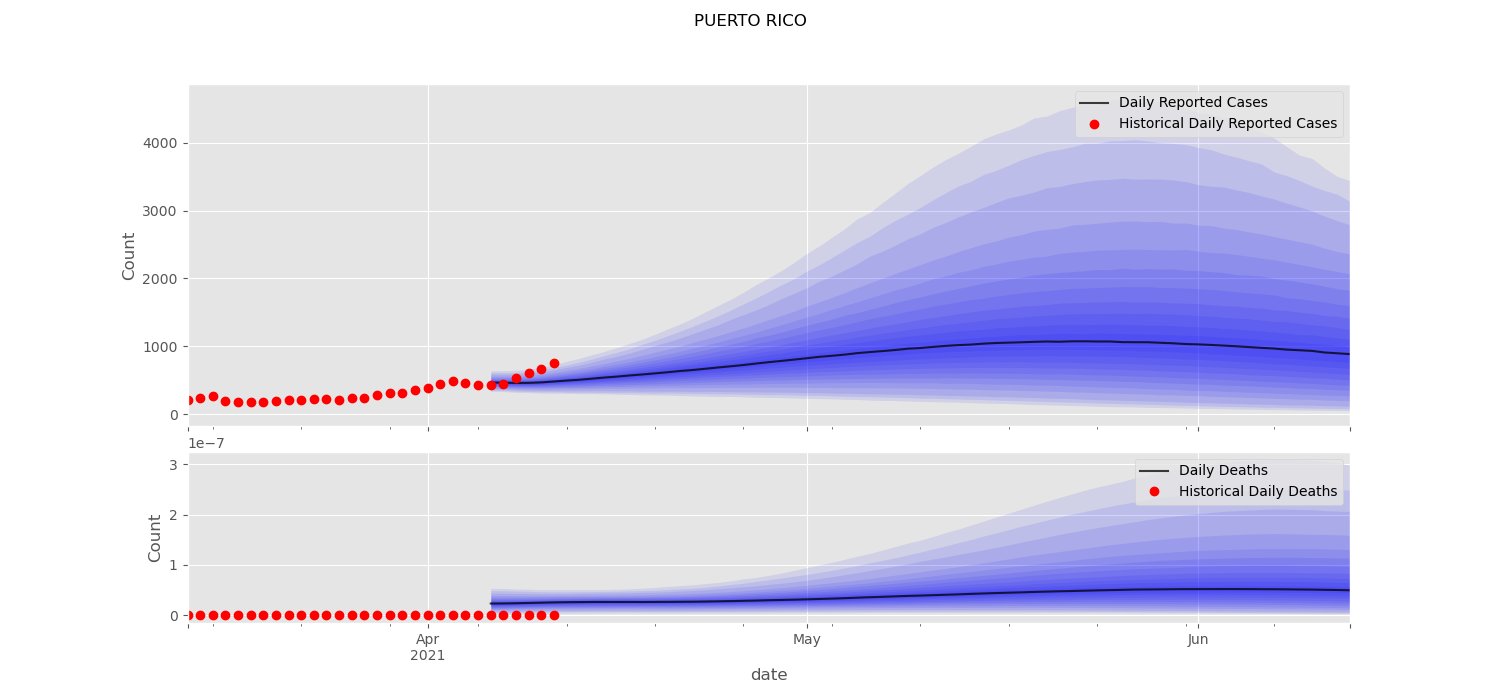 PUERTO RICO
Daily Reported Cases
Historical Daily Reported Cases
4000
3000
2000
1000
0
Count
1e−7
Daily Deaths
Historical Daily Deaths
3
2
1
0
Count
Apr
2021
May
Jun
date